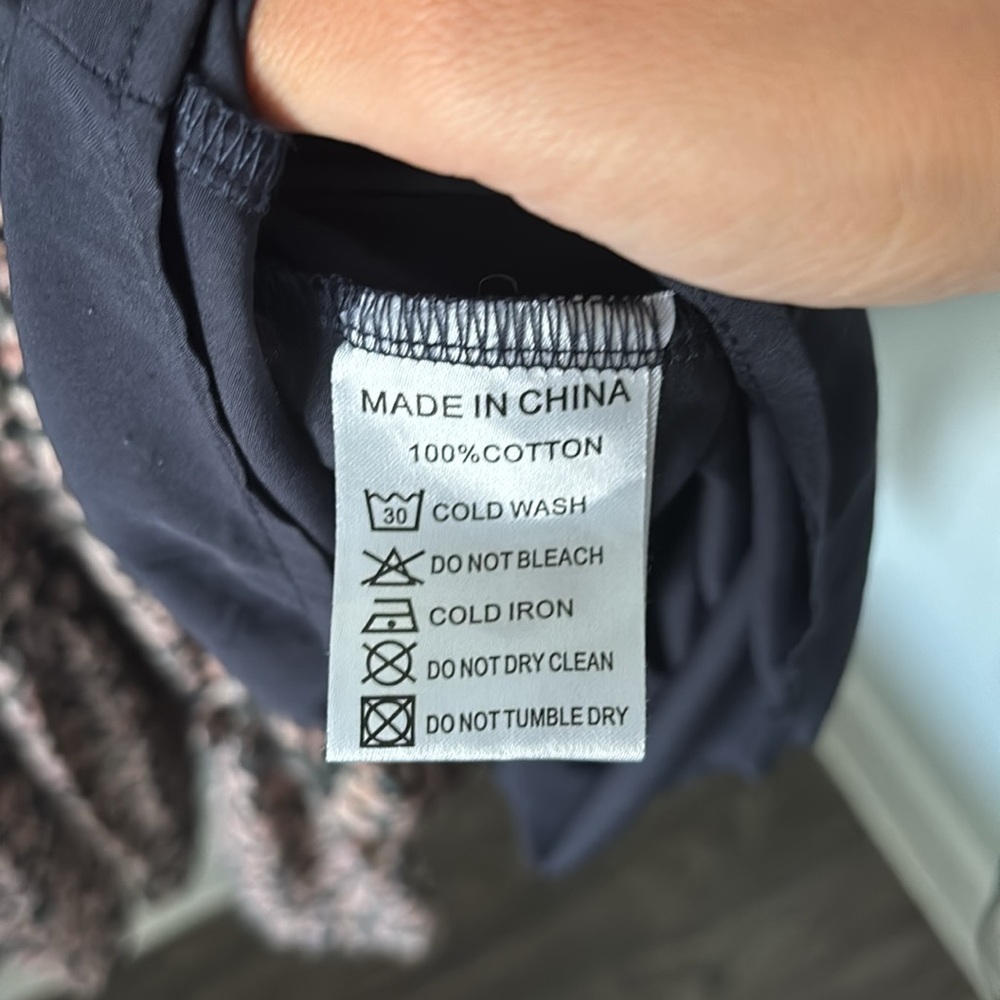 MADE IN CHINA
100%COTTON
30 COLD WASH
DO NOT BLEACH
COLD IRON
DO NOT DRY CLEAN
DO NOT TUMBLE DRY